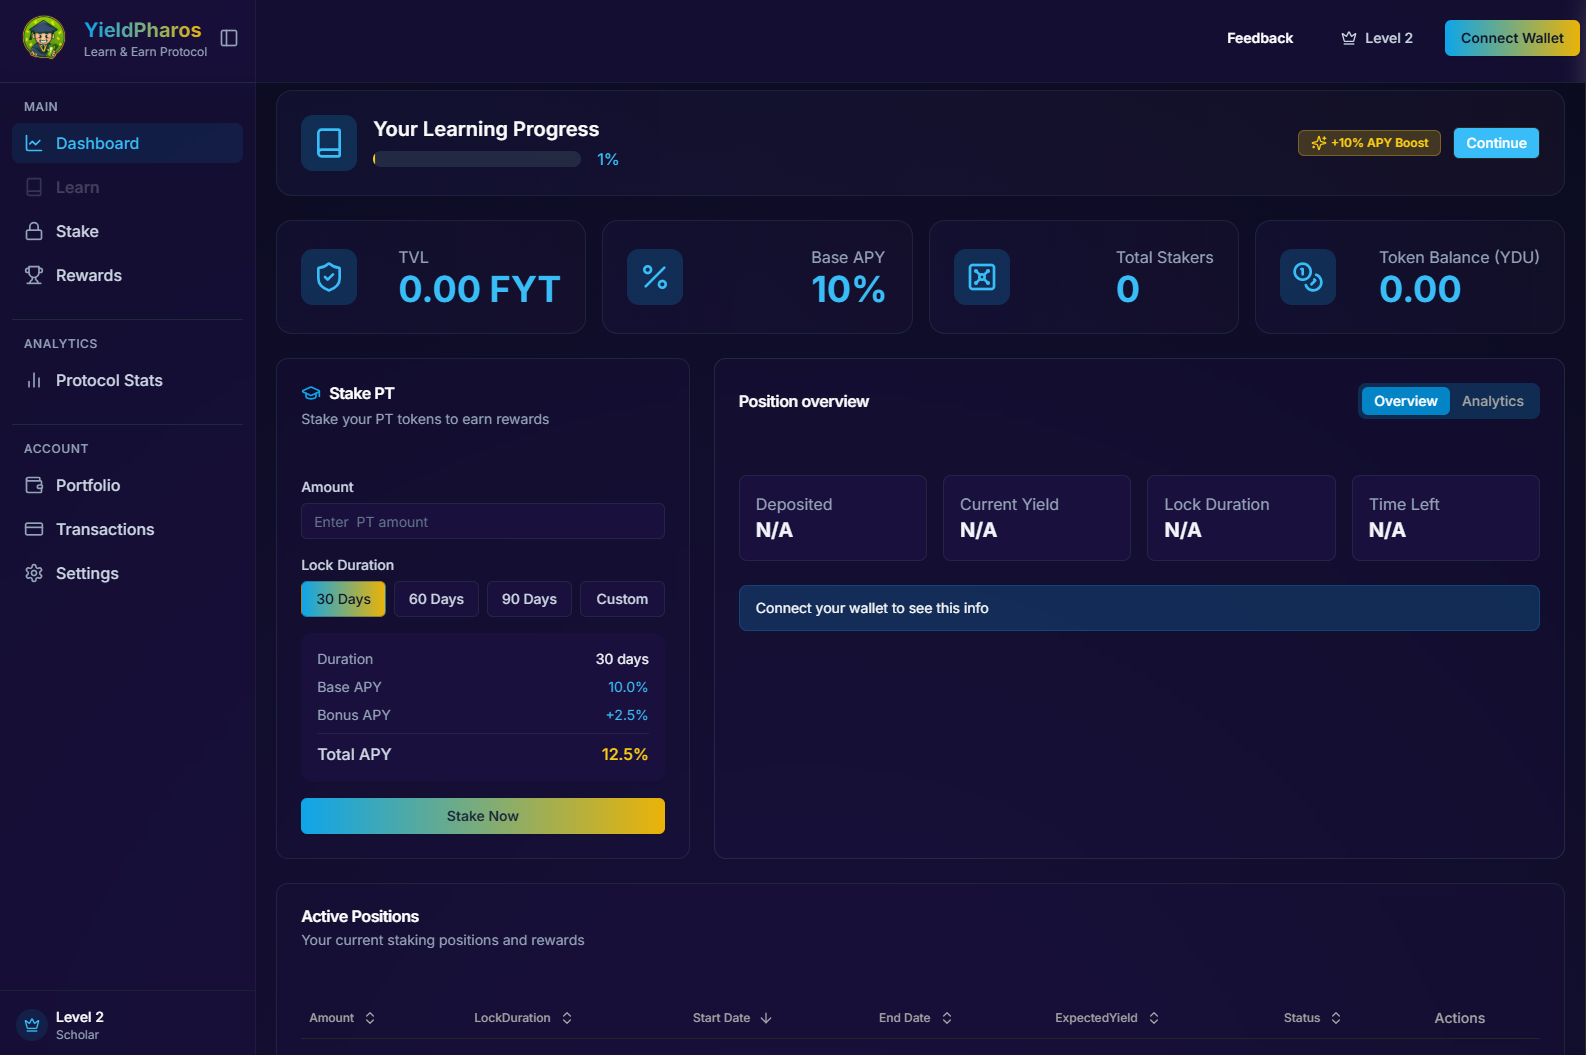 YieldPharos
Learn & Earn Protocol
Feedback
Level 2
Connect Wallet
MAIN
Dashboard
Learn
Stake
Rewards
ANALYTICS
Protocol Stats
ACCOUNT
Portfolio
Transactions
Settings
Level 2
Scholar
Your Learning Progress
1%
+10% APY Boost
Continue
TVL
0.00 FYT
Base APY
10%
Total Stakers
0
Token Balance (YDU)
0.00
Stake PT
Stake your PT tokens to earn rewards
Amount
Enter PT amount
Lock Duration
30 Days
60 Days
90 Days
Custom
Duration
30 days
Base APY
10.0%
Bonus APY
+2.5%
Total APY
12.5%
Stake Now
Position overview
Overview
Analytics
Deposited
N/A
Current Yield
N/A
Lock Duration
N/A
Time Left
N/A
Connect your wallet to see this info
Active Positions
Your current staking positions and rewards
Amount
LockDuration
Start Date
End Date
ExpectedYield
Status
Actions